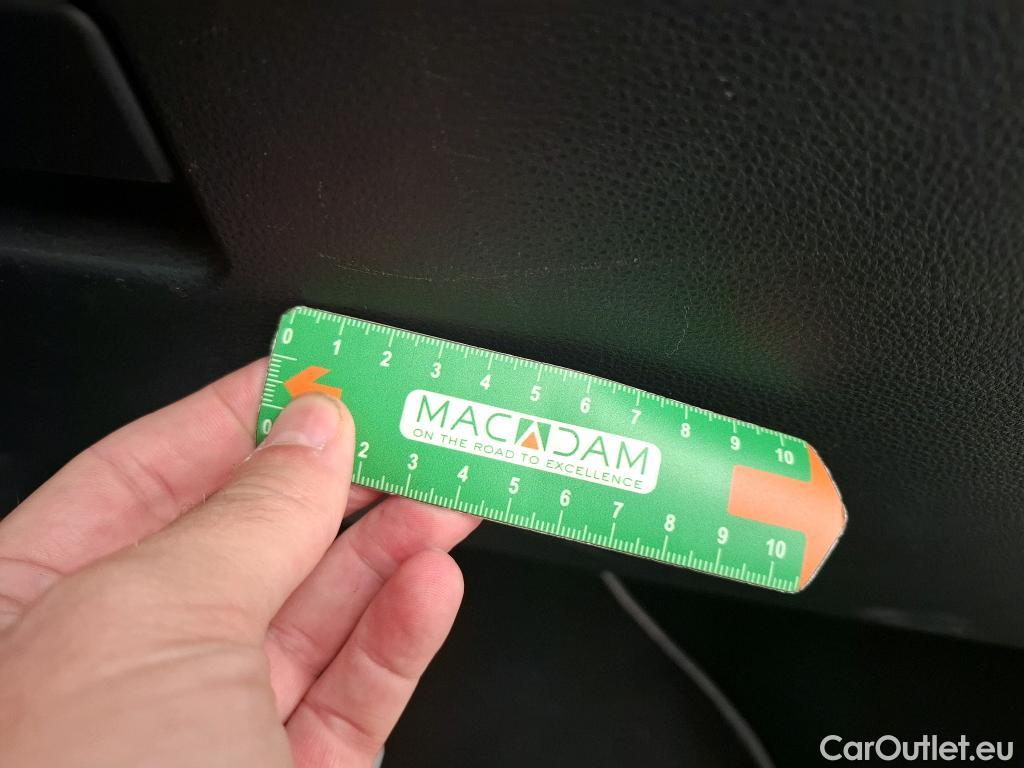 0 1 2 3 4 5 6 7 8 9 10
MACADAM
ON THE ROAD TO EXCELLENCE
0 2 3 4 5 6 7 8 9 10
CarOutlet.eu